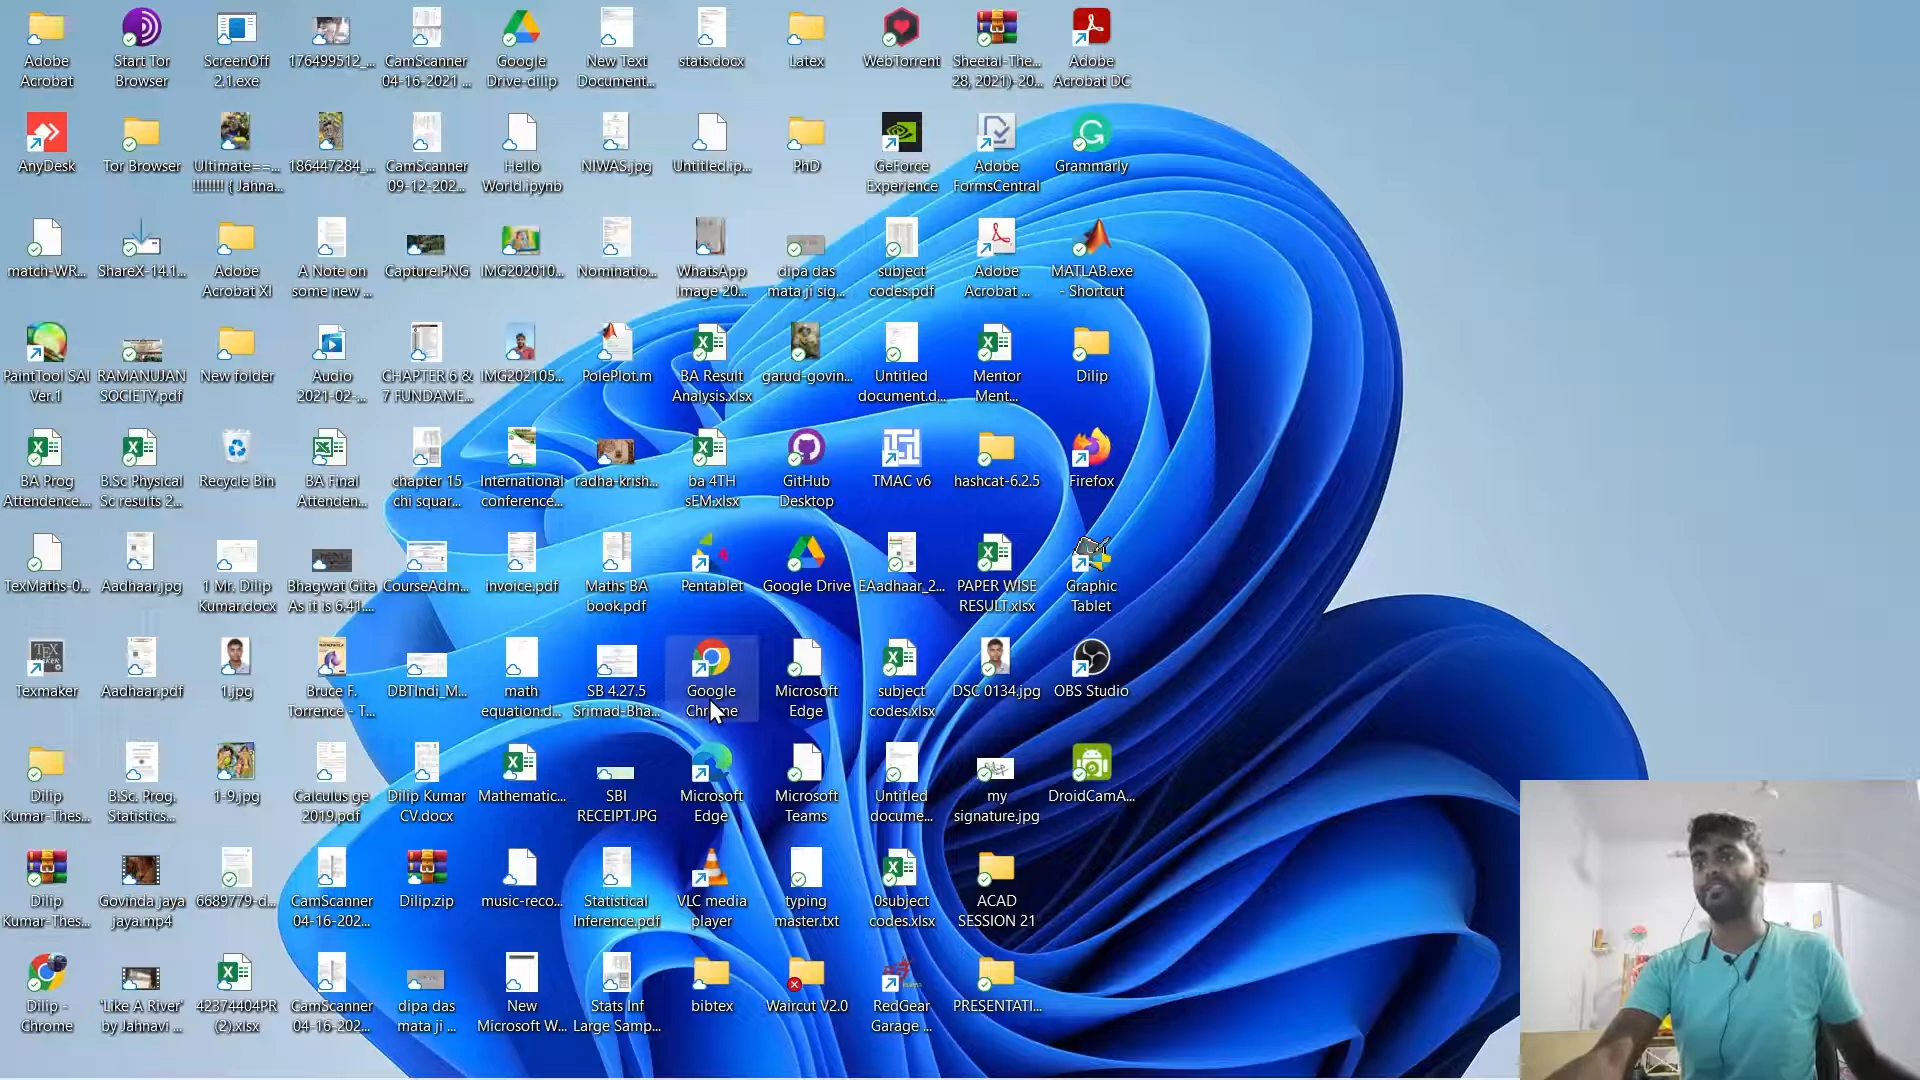 Adobe
Acrobat
Start Tor
Browser
ScreenOff
2.1.exe
176499512_...
CamScanner
04-16-2021 ...
Google
Drive-dilip
New Text
Document...
stats.docx
Latex
WebTorrent
Sheetal-The...
28, 2021)-20...
Adobe
Acrobat DC
AnyDesk
Tor Browser
Ultimate==...
!!!!!!!! { Jahna...
186447284_...
CamScanner
09-12-202...
Hello
World.ipynb
NIWAS.jpg
Untitled.ip...
PhD
GeForce
Experience
Adobe
FormsCentral
Grammarly
match-WR...
ShareX-14.1...
Adobe
Acrobat XI
A Note on
some new ...
Capture.PNG
IMG202010...
Nominatio...
WhatsApp
Image 20...
dipa das
mata ji sig...
subject
codes.pdf
Adobe
Acrobat ...
MATLAB.exe
- Shortcut
PaintTool SAI
Ver.1
RAMANUJAN
SOCIETY.pdf
New folder
Audio
2021-02-...
CHAPTER 6 &
7 FUNDAME...
IMG202105...
PolePlot.m
BA Result
Analysis.xlsx
garud-govin...
Untitled
document.d...
Mentor
Ment...
Dilip
BA Prog
Attendence....
B.Sc Physical
Sc results 2...
Recycle Bin
BA Final
Attenden...
chapter 15
chi squar...
International
conference...
radha-krish...
ba 4TH
sEM.xlsx
GitHub
Desktop
TMAC v6
hashcat-6.2.5
Firefox
TexMaths-0...
Aadhaar.jpg
1 Mr. Dilip
Kumar.docx
Bhagwat Gita
As it is 6.41....
CourseAdm...
invoice.pdf
Maths BA
book.pdf
Pentablet
Google Drive
EAadhaar_2...
PAPER WISE
RESULT.xlsx
Graphic
Tablet
Texmaker
Aadhaar.pdf
1.jpg
Bruce F.
Torrence - T...
DBTIndi_M...
math
equation.d...
SB 4.27.5
Srimad-Bha...
Google
Chrome
Microsoft
Edge
subject
codes.xlsx
DSC 0134.jpg
OBS Studio
Dilip
Kumar-Thes...
B.Sc. Prog.
Statistics...
1-9.jpg
Calculus ge
2019.pdf
Dilip Kumar
CV.docx
Mathematic...
SBI
RECEIPT.JPG
Microsoft
Edge
Microsoft
Teams
Untitled
docume...
my
signature.jpg
DroidCamA...
Dilip
Kumar-Thes...
Govinda jaya
jaya.mp4
6689779-d...
CamScanner
04-16-202...
Dilip.zip
music-reco...
Statistical
Inference.pdf
VLC media
player
typing
master.txt
0subject
codes.xlsx
ACAD
SESSION 21
Dilip -
Chrome
'Like A River'
by Jahnavi ...
42374404PR
(2).xlsx
CamScanner
04-16-202...
dipa das
mata ji ...
New
Microsoft W...
Stats Inf
Large Samp...
bibtex
Waircut V2.0
RedGear
Garage ...
PRESENTATI...